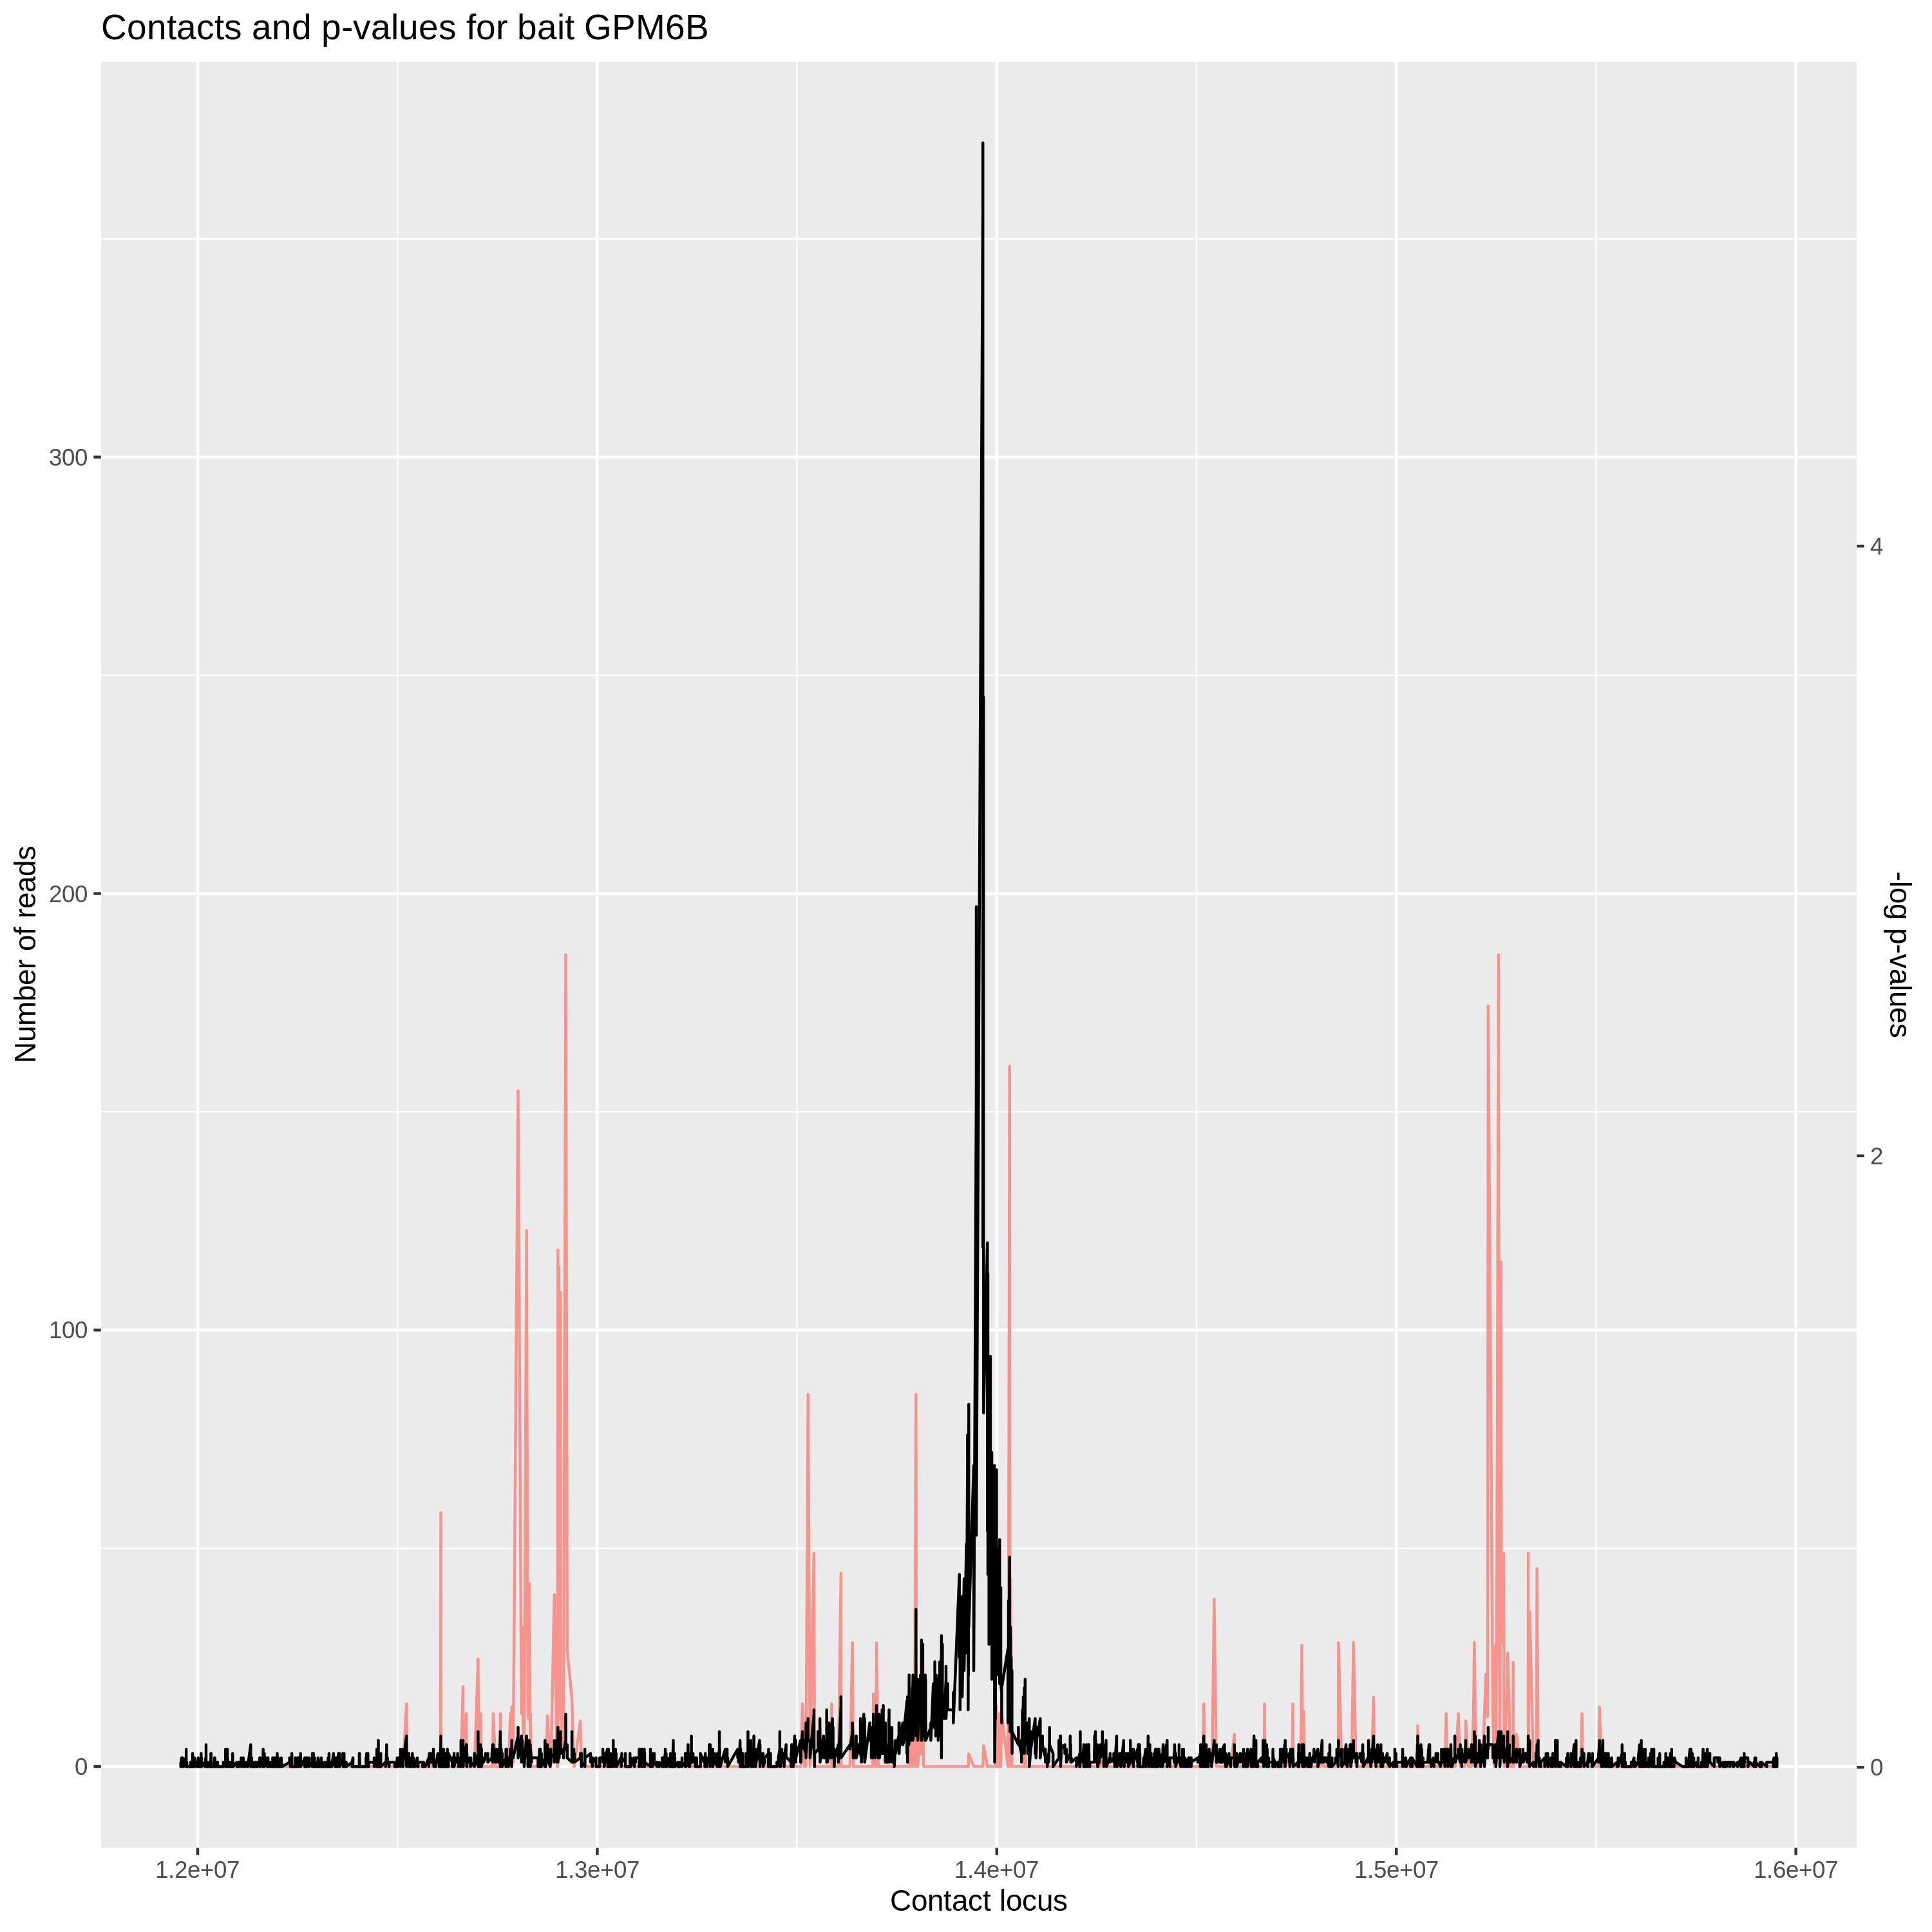 Contacts and p-values for bait GPM6B
Number of reads
300
200
100
0
4
2
0
-log p-values
1.2e+07
1.3e+07
1.4e+07
1.5e+07
1.6e+07
Contact locus